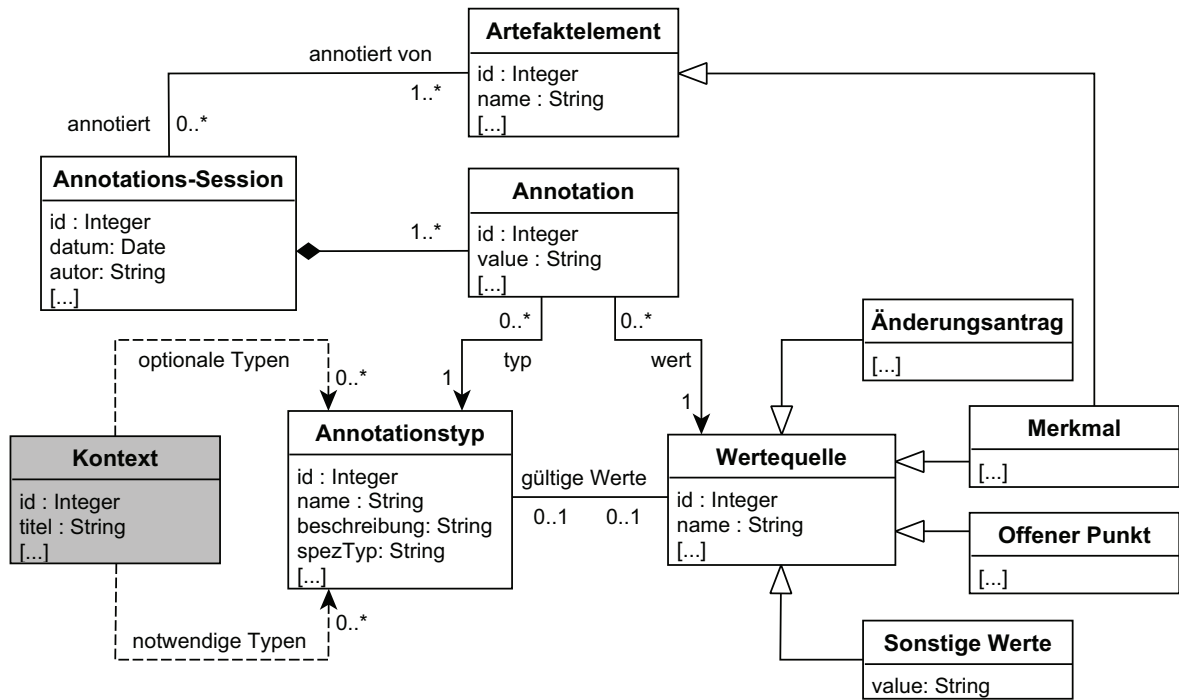 Artefaktelement
id : Integer
name : String
[...]
annotiert von
1..*
annotiert
0..*
Annotations-Session
id : Integer
datum: Date
autor: String
[...]
1..*
Annotation
id : Integer
value : String
[...]
0..*
0..*
typ
wert
1
1
optionale Typen
0..*
Kontext
id : Integer
titel : String
[...]
notwendige Typen
0..*
Annotationstyp
id : Integer
name : String
beschreibung: String
spezTyp: String
[...]
gültige Werte
0..1
0..1
Wertequelle
id : Integer
name : String
[...]
Änderungsantrag
[...]
Merkmal
[...]
Offener Punkt
[...]
Sonstige Werte
value: String